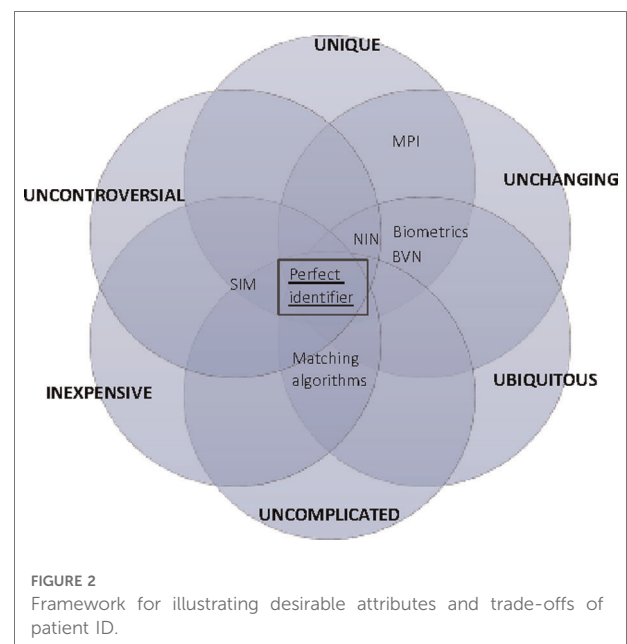 UNIQUE
MPI
UNCHANGING
UNCONTROVERSIAL
Biometrics
NIN
BVN
Perfect
identifier
SIM
Matching
algorithms
UBIQUITOUS
INEXPENSIVE
UNCOMPLICATED
FIGURE 2
Framework for illustrating desirable attributes and trade-offs of
patient ID.